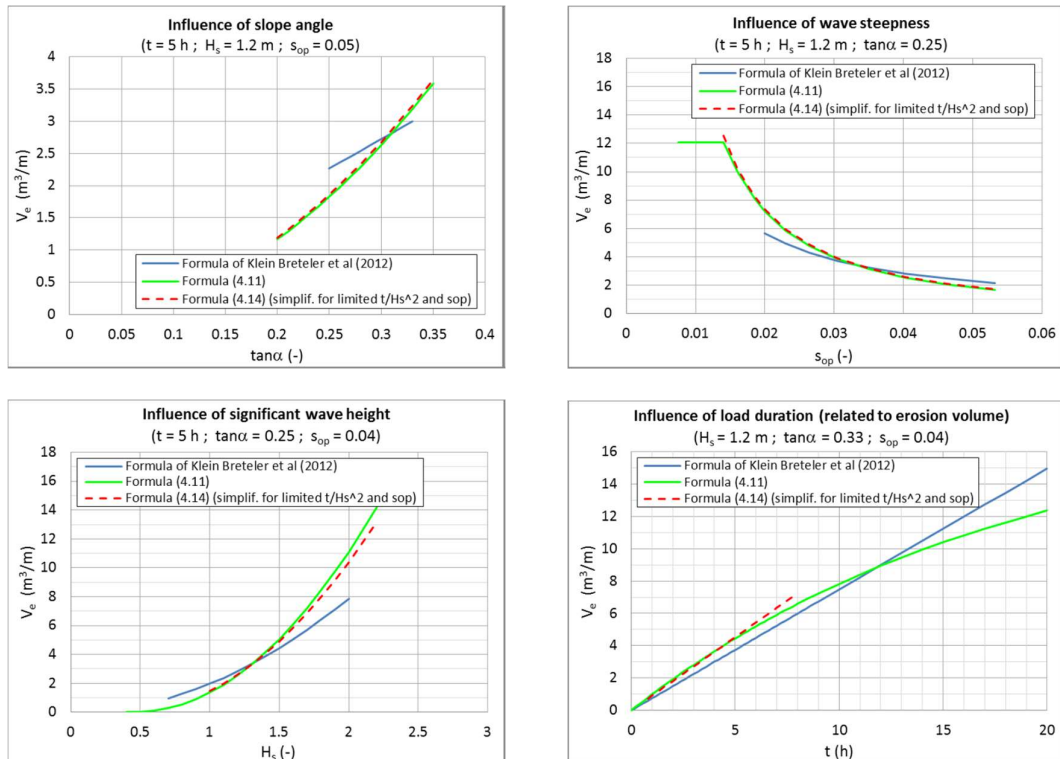 Influence of slope angle
(t = 5 h ; Hs = 1.2 m ; sop = 0.05)
4
3.5
3
2.5
2
1.5
1
0.5
0
Ve (m³/m)
Formula of Klein Breteler et al (2012)
Formula (4.11)
Formula (4.14) (simplif. for limited t/Hs^2 and sop)
0 0.05 0.1 0.15 0.2 0.25 0.3 0.35 0.4
tanα (-)
Influence of wave steepness
(t = 5 h ; Hs = 1.2 m ; tanα = 0.25)
18
16
14
12
10
8
6
4
2
0
Ve (m³/m)
Formula of Klein Breteler et al (2012)
Formula (4.11)
Formula (4.14) (simplif. for limited t/Hs^2 and sop)
0 0.01 0.02 0.03 0.04 0.05 0.06
sop (-)
Influence of significant wave height
(t = 5 h ; tanα = 0.25 ; sop = 0.04)
18
16
14
12
10
8
6
4
2
0
Ve (m³/m)
Formula of Klein Breteler et al (2012)
Formula (4.11)
Formula (4.14) (simplif. for limited t/Hs^2 and sop)
0 0.5 1 1.5 2 2.5 3
Hs (-)
Influence of load duration (related to erosion volume)
(Hs = 1.2 m ; tanα = 0.33 ; sop = 0.04)
16
14
12
10
8
6
4
2
0
Ve (m³/m)
Formula of Klein Breteler et al (2012)
Formula (4.11)
Formula (4.14) (simplif. for limited t/Hs^2 and sop)
0 5 10 15 20
t (h)